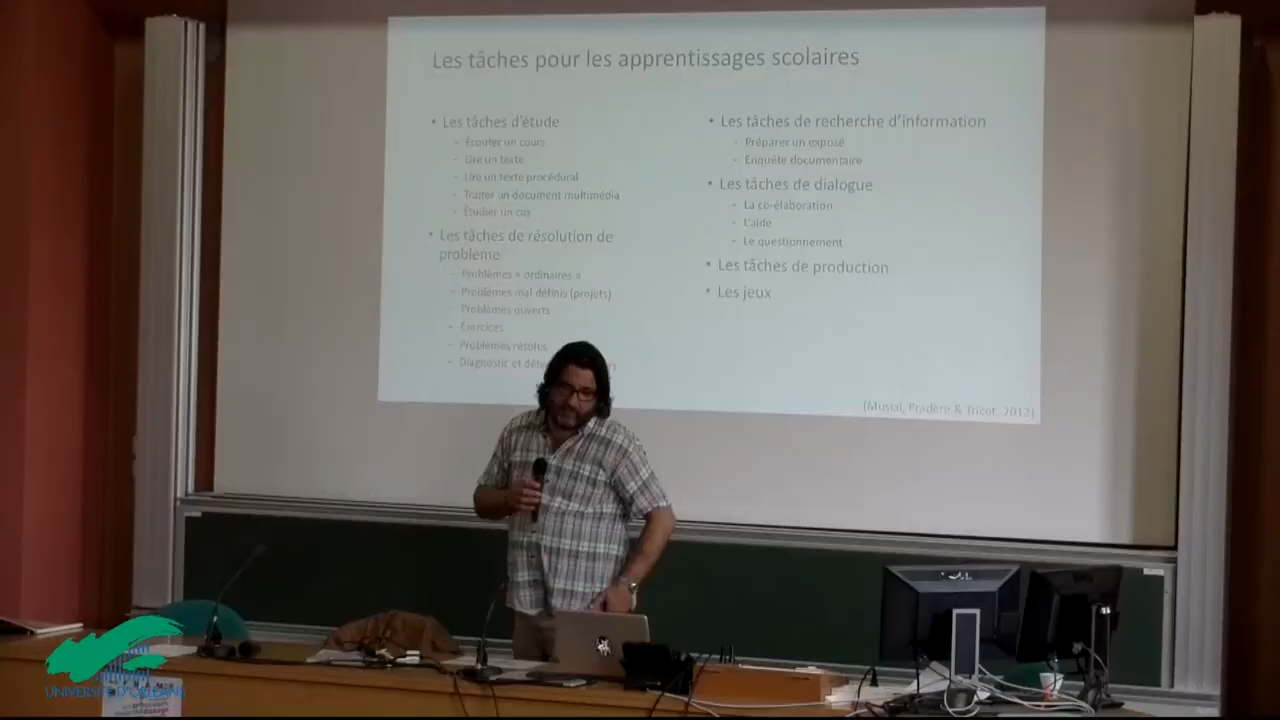 Les tâches pour les apprentissages scolaires
• Les tâches d'étude
– Écouter un cours
– Lire un texte
– Lire un texte procédural
– Traiter un document multimédia
– Étudier un cas
• Les tâches de résolution de
problème
– Problèmes « ordinaires »
– Problèmes mal définis (projets)
– Problèmes ouverts
– Exercices
– Problèmes résolus
– Diagnostic et
• Les tâches de recherche d'information
– Préparer un exposé
– Enquête documentaire
• Les tâches de dialogue
– La co-élaboration
– L'aide
– Le questionnement
• Les tâches de production
• Les jeux
(Musial, Pradère & Tricot, 2012)
UNIVERSITÉ D'ORLÉANS